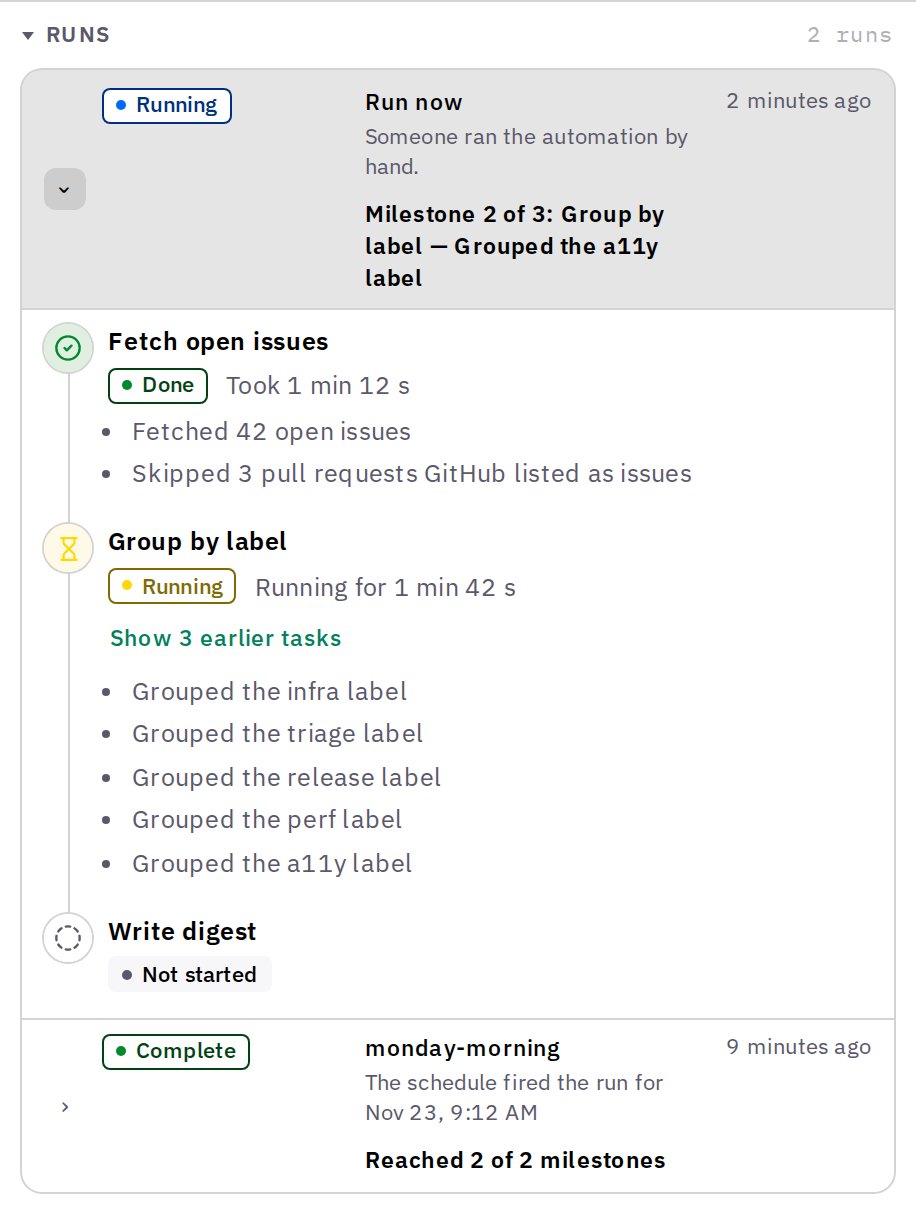 RUNS
2 runs
Running
Run now
2 minutes ago
Someone ran the automation by
hand.
Milestone 2 of 3: Group by
label — Grouped the a11y
label
Fetch open issues
Done
Took 1 min 12 s
Fetched 42 open issues
Skipped 3 pull requests GitHub listed as issues
Group by label
Running
Running for 1 min 42 s
Show 3 earlier tasks
Grouped the infra label
Grouped the triage label
Grouped the release label
Grouped the perf label
Grouped the a11y label
Write digest
Not started
Complete
monday-morning
9 minutes ago
The schedule fired the run for
Nov 23, 9:12 AM
Reached 2 of 2 milestones